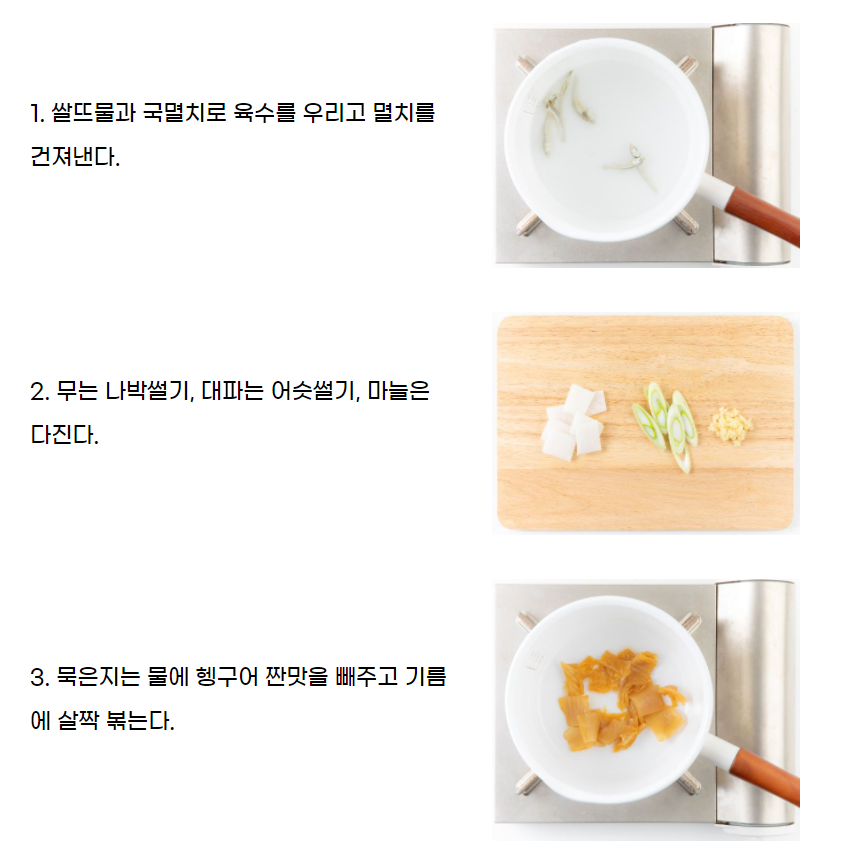 1. 쌀뜨물과 국멸치로 육수를 우리고 멸치를
건져낸다.
2. 무는 나박썰기, 대파는 어슷썰기, 마늘은
다진다.
3. 묵은지는 물에 헹구어 짠맛을 빼주고 기름
에 살짝 볶는다.